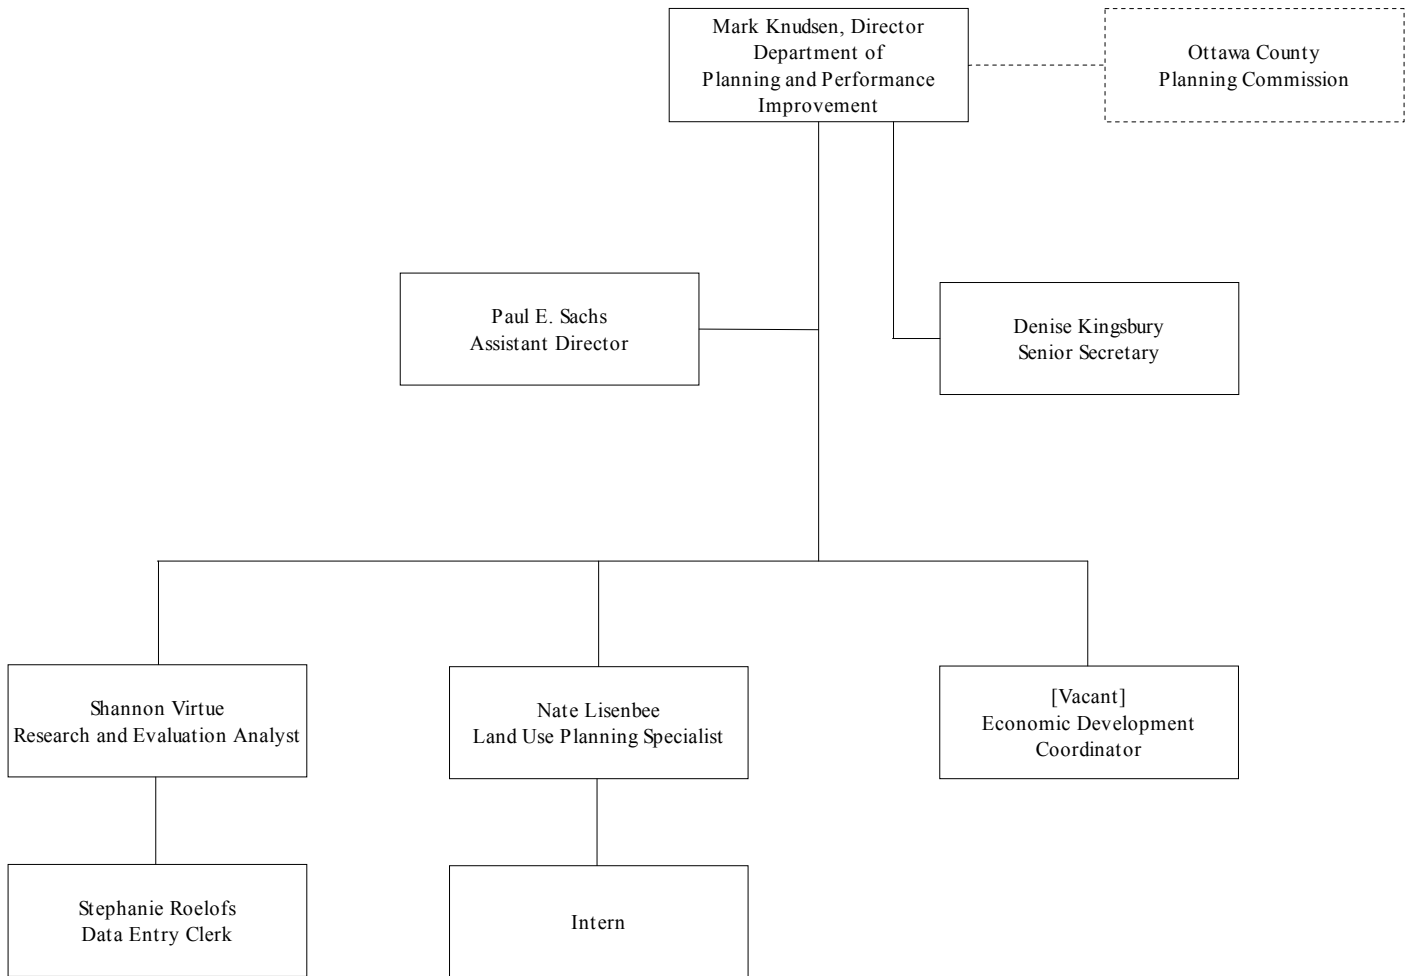 Mark Knudsen, Director
Department of
Planning and Performance
Improvement
Ottawa County
Planning Commission
Paul E. Sachs
Assistant Director
Denise Kingsbury
Senior Secretary
Shannon Virtue
Research and Evaluation Analyst
Nate Lisenbee
Land Use Planning Specialist
[Vacant]
Economic Development
Coordinator
Stephanie Roelofs
Data Entry Clerk
Intern